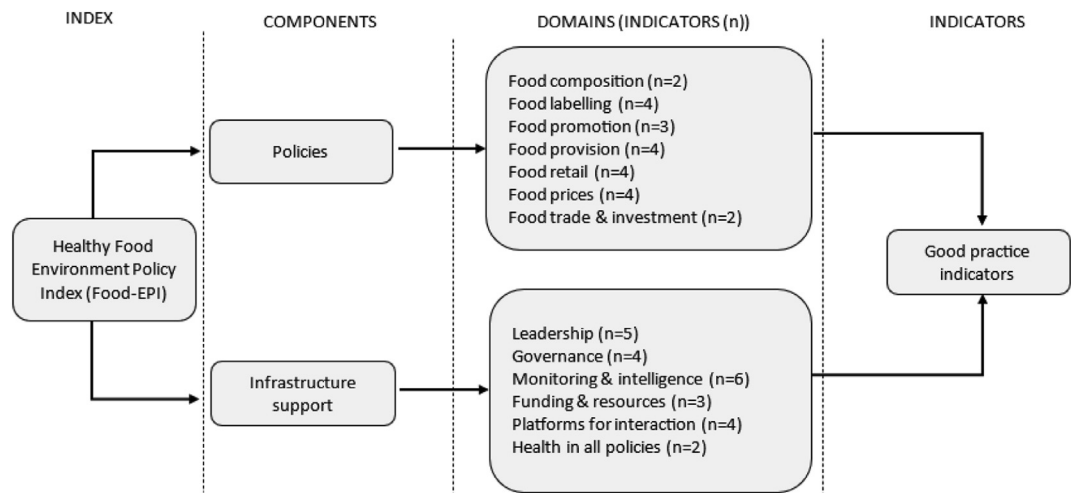 INDEX
COMPONENTS
DOMAINS (INDICATORS (n))
INDICATORS
Healthy Food
Environment Policy
Index (Food-EPI)
Policies
Food composition (n=2)
Food labelling (n=4)
Food promotion (n=3)
Food provision (n=4)
Food retail (n=4)
Food prices (n=4)
Food trade & investment (n=2)
Infrastructure
support
Leadership (n=5)
Governance (n=4)
Monitoring & intelligence (n=6)
Funding & resources (n=3)
Platforms for interaction (n=4)
Health in all policies (n=2)
Good practice
indicators